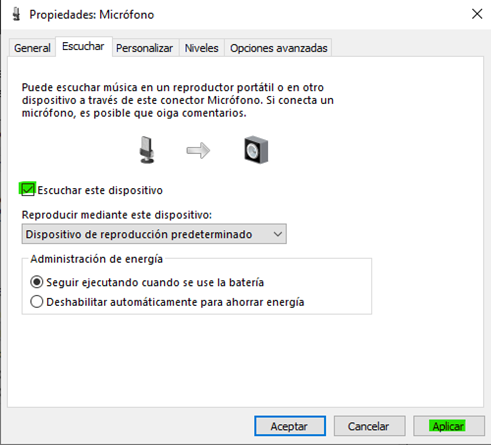 Propiedades: Micrófono
General Escuchar Personalizar Niveles Opciones avanzadas
Puede escuchar música en un reproductor portátil o en otro
dispositivo a través de este conector Micrófono. Si conecta un
micrófono, es posible que oiga comentarios.
Escuchar este dispositivo
Reproducir mediante este dispositivo:
Dispositivo de reproducción predeterminado
Administración de energía
Seguir ejecutando cuando se use la batería
Deshabilitar automáticamente para ahorrar energía
Aceptar Cancelar Aplicar